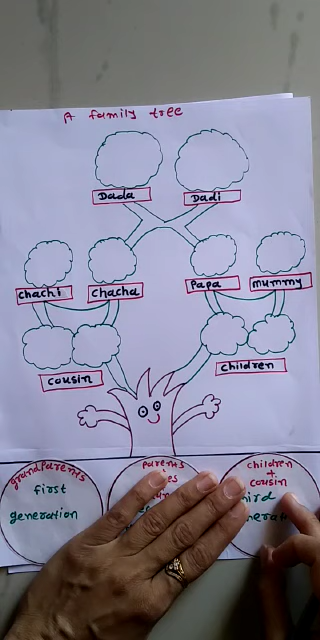 A family tree
Dada
Dadi
chachi
chacha
Papa
mummy
cousin
children
grandparents
first
generation
parents
children
+
cousin